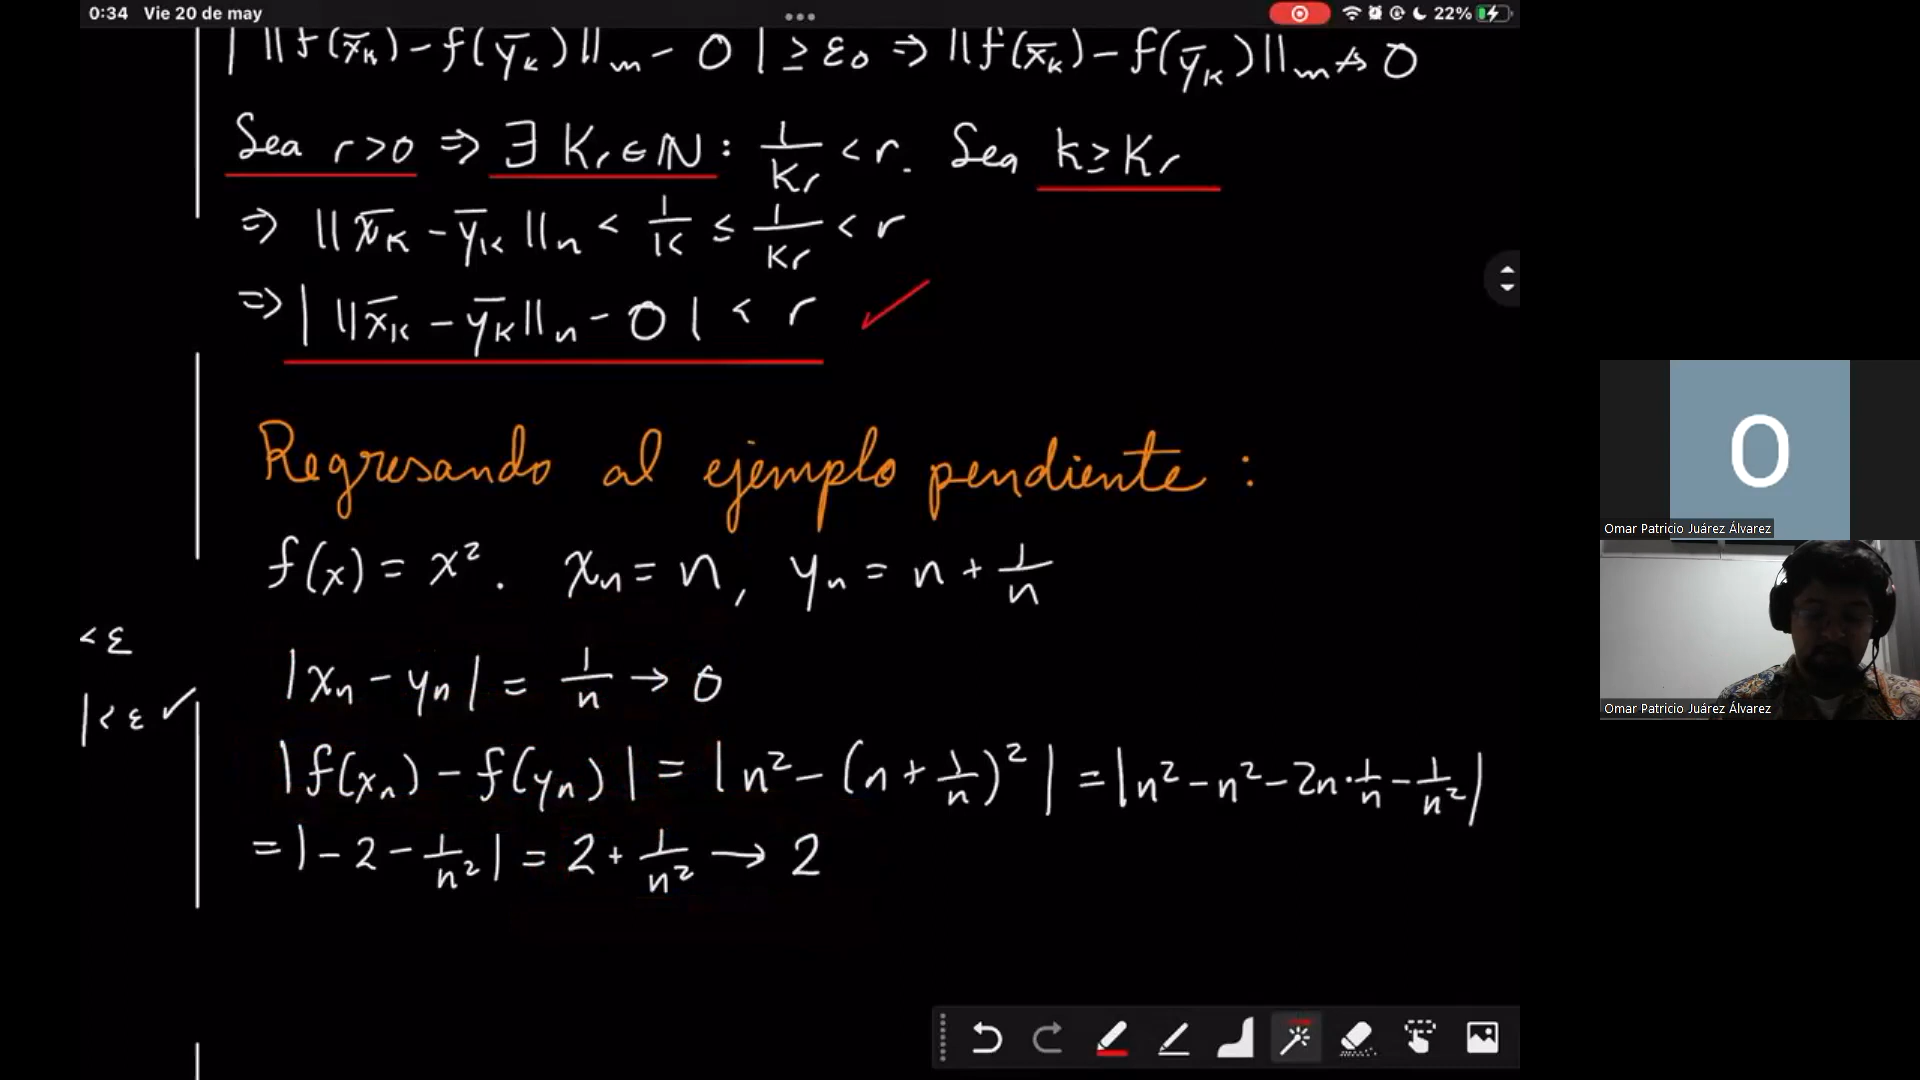 0:34 Vie 20 de may
22%
| ||f(x̄ₖ) - f(ȳₖ)||ₘ - 0 | ≥ ε₀ ⇒ ||f(x̄ₖ) - f(ȳₖ)||ₘ ↛ 0
Sea r>0 ⇒ ∃ Kᵣ ∈ ℕ : 1/Kᵣ < r. Sea k ≥ Kᵣ
⇒ ||x̄ₖ - ȳₖ||ₙ < 1/k ≤ 1/Kᵣ < r
⇒ | ||x̄ₖ - ȳₖ||ₙ - 0 | < r ✓
Regresando al ejemplo pendiente :
f(x) = x². xₙ = n, yₙ = n + 1/n
< ε
|xₙ - yₙ| = 1/n → 0
|< ε ✓
|f(xₙ) - f(yₙ)| = |n² - (n + 1/n)²| = |n² - n² - 2n·1/n - 1/n²|
= |-2 - 1/n²| = 2 + 1/n² → 2
O
Omar Patricio Juárez Álvarez
Omar Patricio Juárez Álvarez